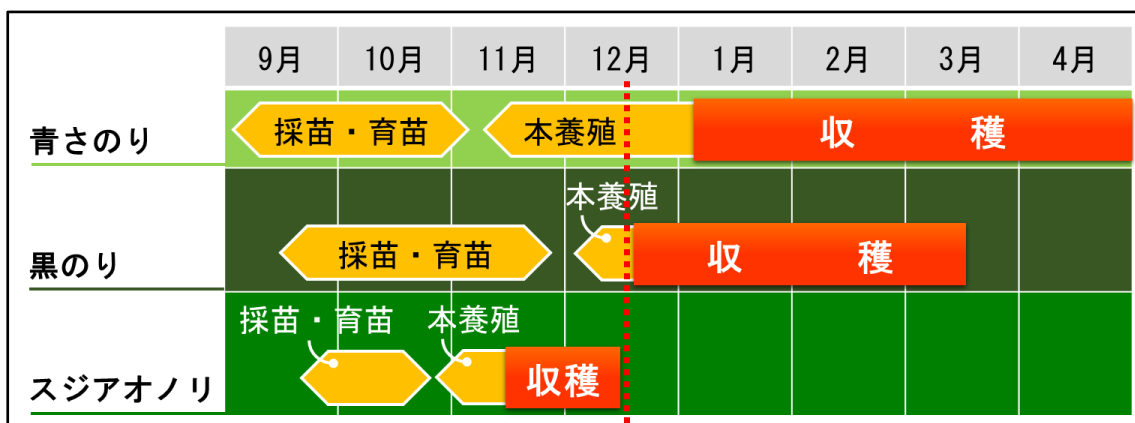 9月 10月 11月 12月 1月 2月 3月 4月
青さのり 採苗・育苗 本養殖 収 穫
本養殖
黒のり 採苗・育苗 収 穫
採苗・育苗 本養殖
スジアオノリ 収穫